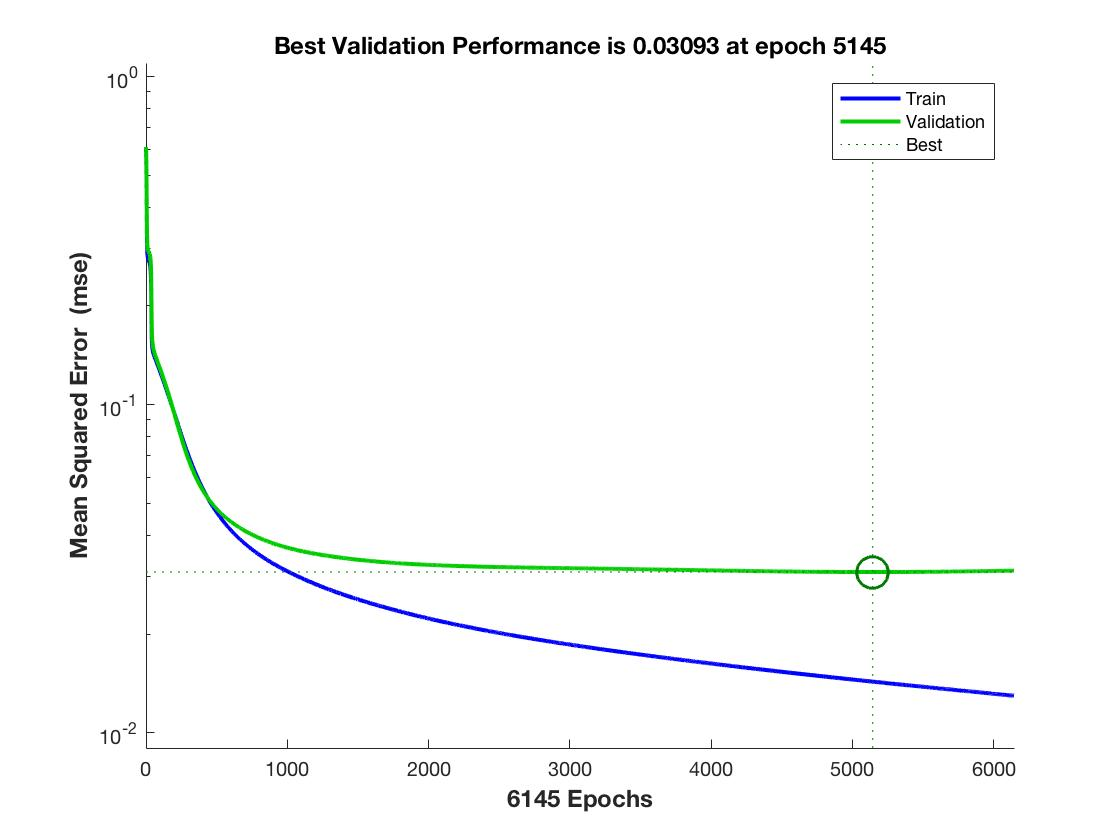 Best Validation Performance is 0.03093 at epoch 5145
10^0
10^-1
10^-2
Mean Squared Error (mse)
Train
Validation
Best
0 1000 2000 3000 4000 5000 6000
6145 Epochs